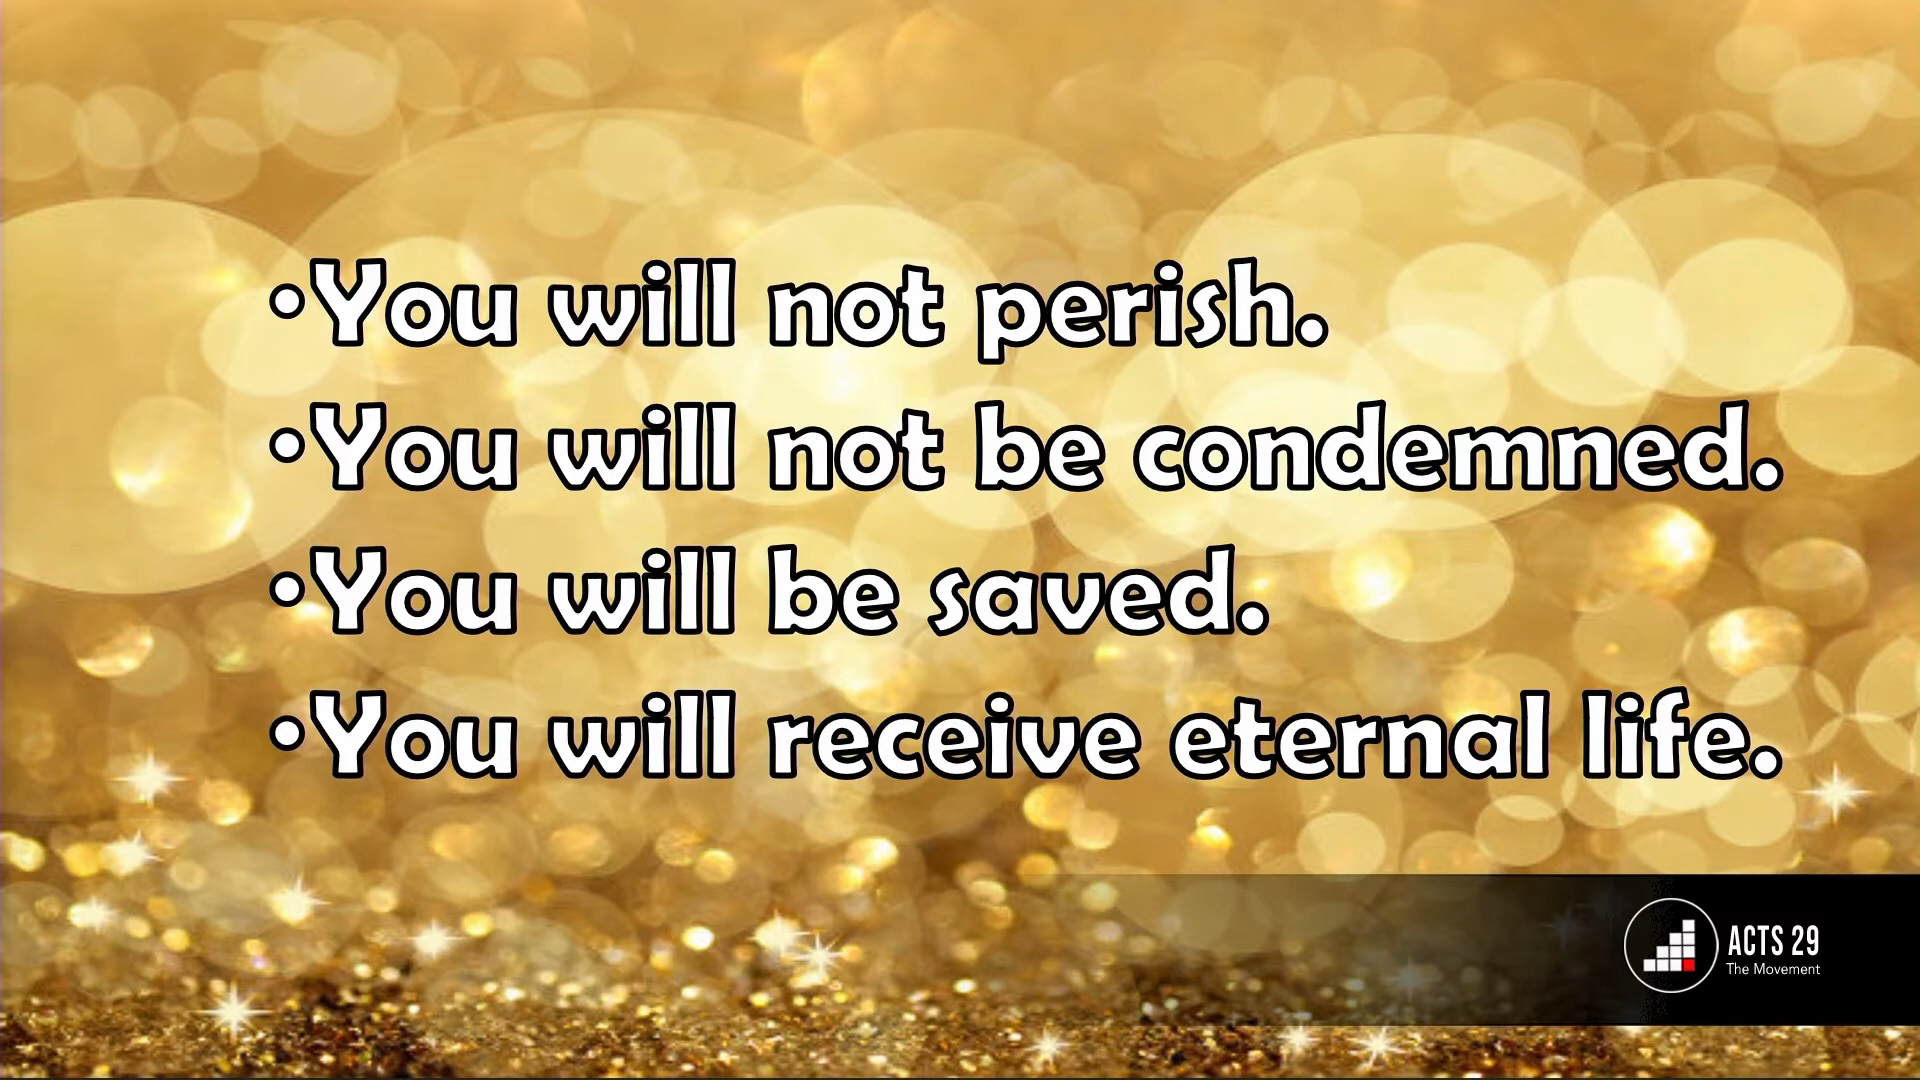 •You will not perish.
•You will not be condemned.
•You will be saved.
•You will receive eternal life.
ACTS 29
The Movement